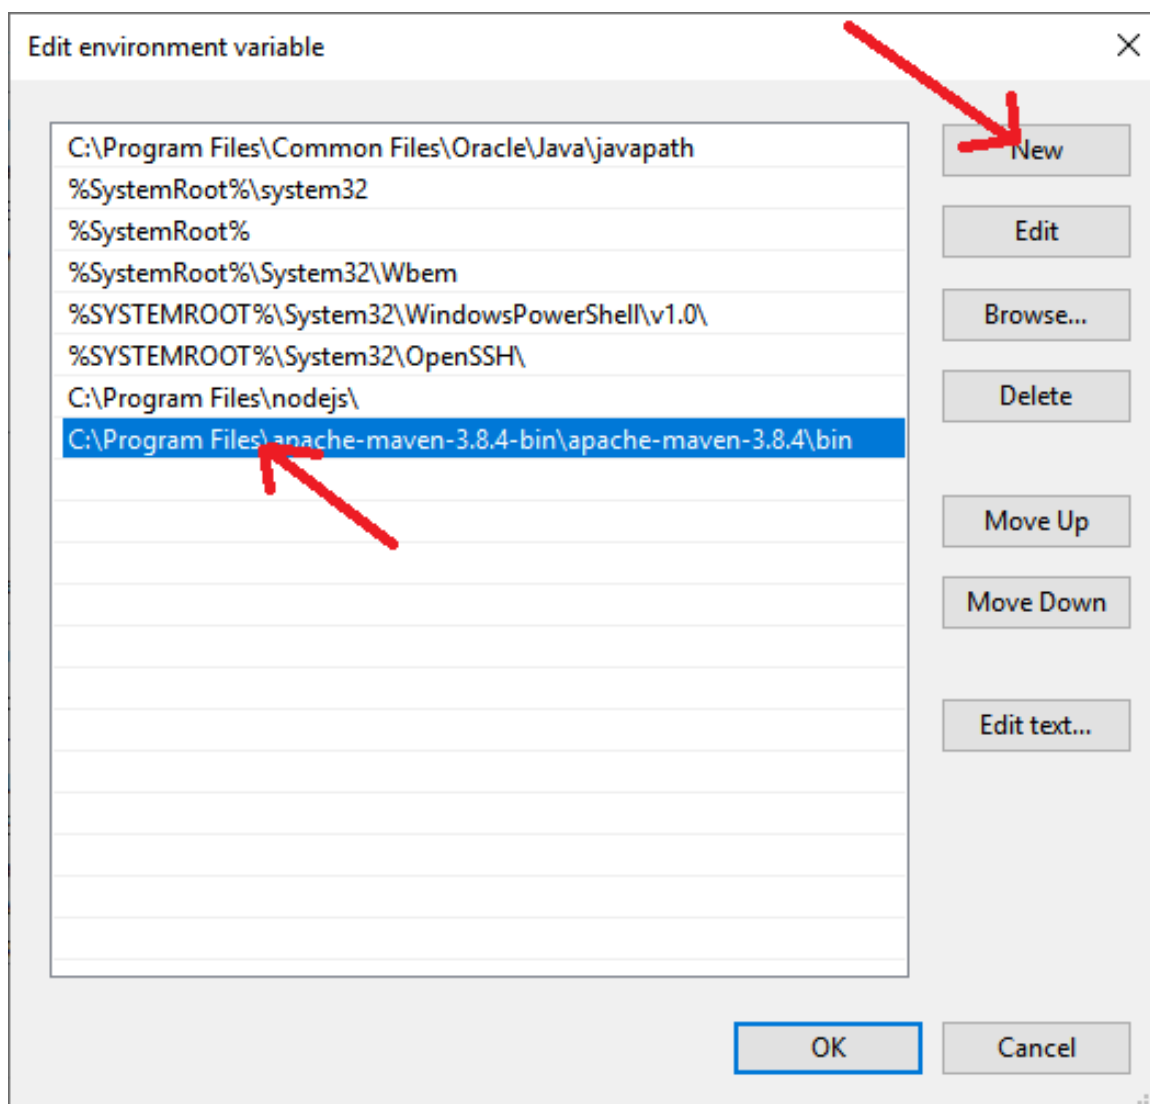 Edit environment variable
C:\Program Files\Common Files\Oracle\Java\javapath
New
%SystemRoot%\system32
%SystemRoot%
Edit
%SystemRoot%\System32\Wbem
%SYSTEMROOT%\System32\WindowsPowerShell\v1.0\
Browse...
%SYSTEMROOT%\System32\OpenSSH\
C:\Program Files\nodejs\
Delete
C:\Program Files\apache-maven-3.8.4-bin\apache-maven-3.8.4\bin
Move Up
Move Down
Edit text...
OK
Cancel